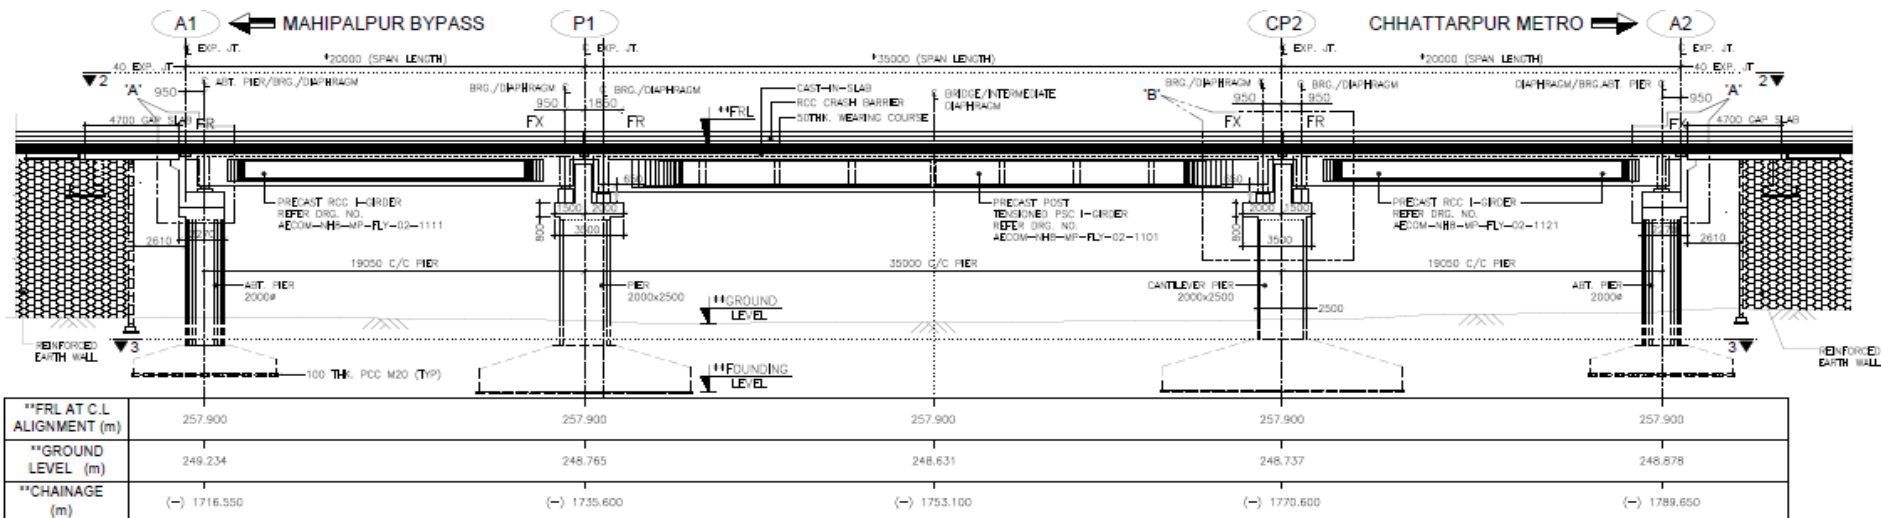 A1 MAHIPALPUR BYPASS P1 CP2 CHHATTARPUR METRO A2
℄ EXP. JT. ℄ EXP. JT. ℄ EXP. JT. ℄ EXP. JT.
*20000 (SPAN LENGTH) *35000 (SPAN LENGTH) *20000 (SPAN LENGTH)
40 EXP. JT 40 EXP. JT
2 2
℄ ABT. PIER/BRG./DIAPHRAGM BRG./DIAPHRAGM ℄ ℄ BRG./DIAPHRAGM BRG./DIAPHRAGM ℄ ℄ BRG./DIAPHRAGM DIAPHRAGM/BRG.ABT. PIER ℄
"A" 950 CAST-IN-SLAB ℄ BRIDGE/INTERMEDIATE "B" 950 "A"
DIAPHRAGM
950 1850 RCC CRASH BARRIER 950 950
4700 GAP SLAB FR FX FR **FRL 50THK. WEARING COURSE FX FR FX 4700 GAP SLAB
650 650
PRECAST RCC I-GIRDER PRECAST POST PRECAST RCC I-GIRDER
REFER DRG. NO. TENSIONED PSC I-GIRDER REFER DRG. NO.
AECOM-NH8-MP-FLY-02-1111 REFER DRG. NO. AECOM-NH8-MP-FLY-02-1121
AECOM-NH8-MP-FLY-02-1101
1500 2000 2000 1500
800 3500 800 3500
2610 2270 2270 2610
19050 C/C PIER 35000 C/C PIER 19050 C/C PIER
ABT. PIER PIER CANTILEVER PIER ABT. PIER
2000ø 2000x2500 2000x2500 2000ø
**GROUND 2500
LEVEL
REINFORCED 3 3 REINFORCED
EARTH WALL EARTH WALL
100 THK. PCC M20 (TYP) **FOUNDING
LEVEL
**FRL AT C.L
ALIGNMENT (m) 257.900 257.900 257.900 257.900 257.900
**GROUND
LEVEL (m) 249.234 248.765 248.631 248.737 248.878
**CHAINAGE
(m) (-) 1716.550 (-) 1735.600 (-) 1753.100 (-) 1770.600 (-) 1789.650